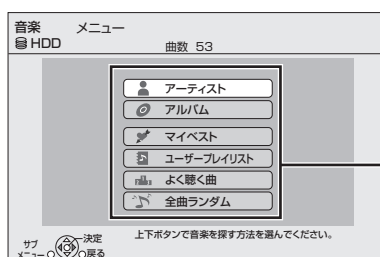 音楽 メニュー
HDD 曲数 53
アーティスト
アルバム
マイベスト
ユーザープレイリスト
よく聴く曲
全曲ランダム
上下ボタンで音楽を探す方法を選んでください。
サブ 決定
メニュー 戻る